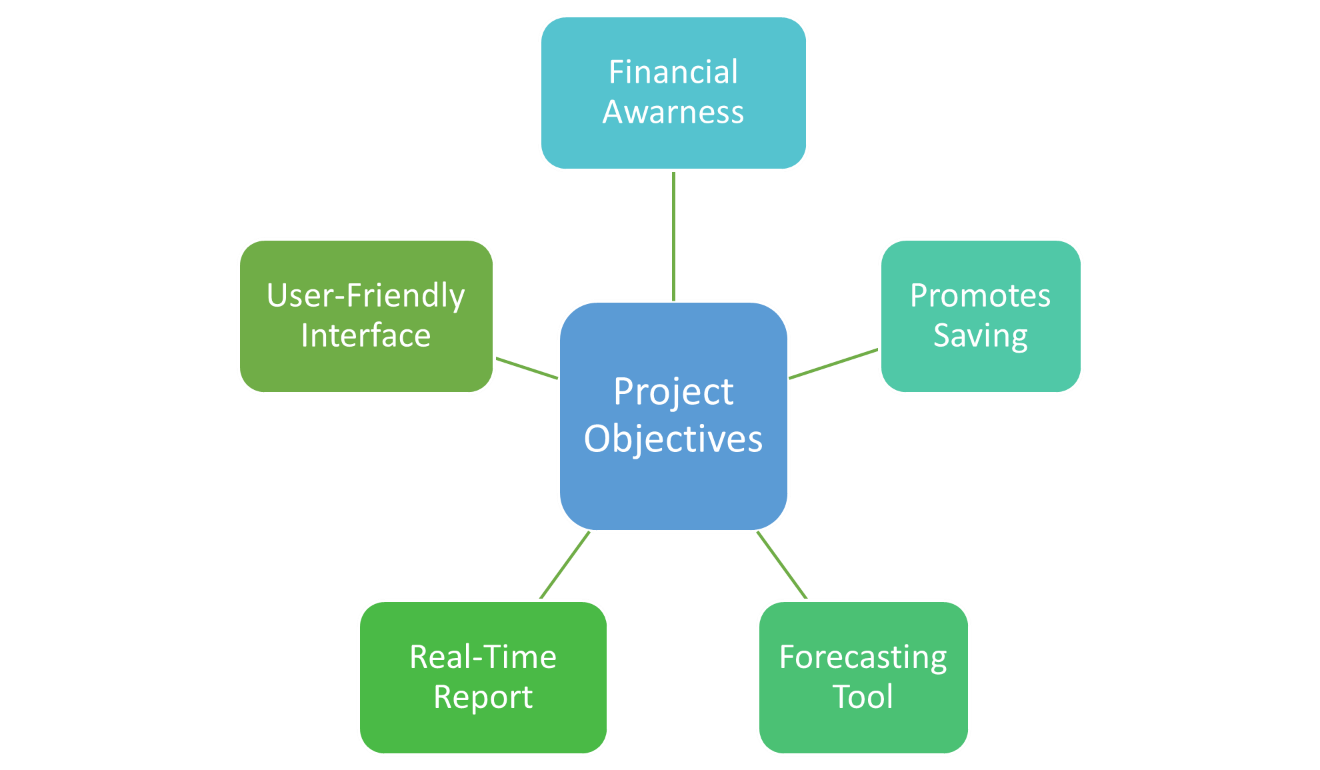 Financial
Awarness
User-Friendly
Interface
Promotes
Saving
Project
Objectives
Real-Time
Report
Forecasting
Tool